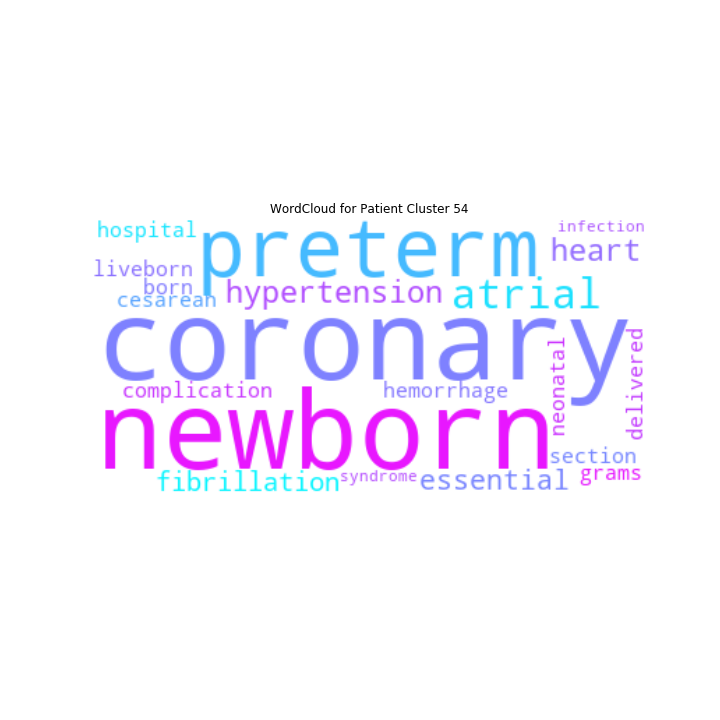 WordCloud for Patient Cluster 54
hospital
preterm
infection
heart
liveborn
born
cesarean
hypertension
atrial
coronary
neonatal
delivered
complication
hemorrhage
newborn
section
grams
fibrillation
syndrome
essential